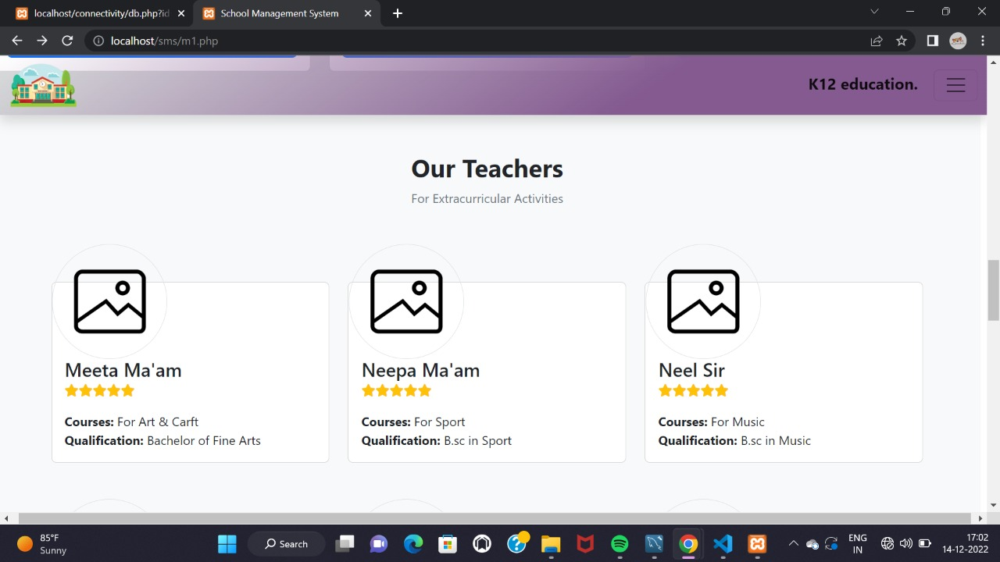 localhost/connectivity/db.php?id
School Management System
localhost/sms/m1.php
K12 education.
Our Teachers
For Extracurricular Activities
Meeta Ma'am
Neepa Ma'am
Neel Sir
Courses: For Art & Carft
Qualification: Bachelor of Fine Arts
Courses: For Sport
Qualification: B.sc in Sport
Courses: For Music
Qualification: B.sc in Music
85°F
Sunny
Search
ENG
IN
17:02
14-12-2022